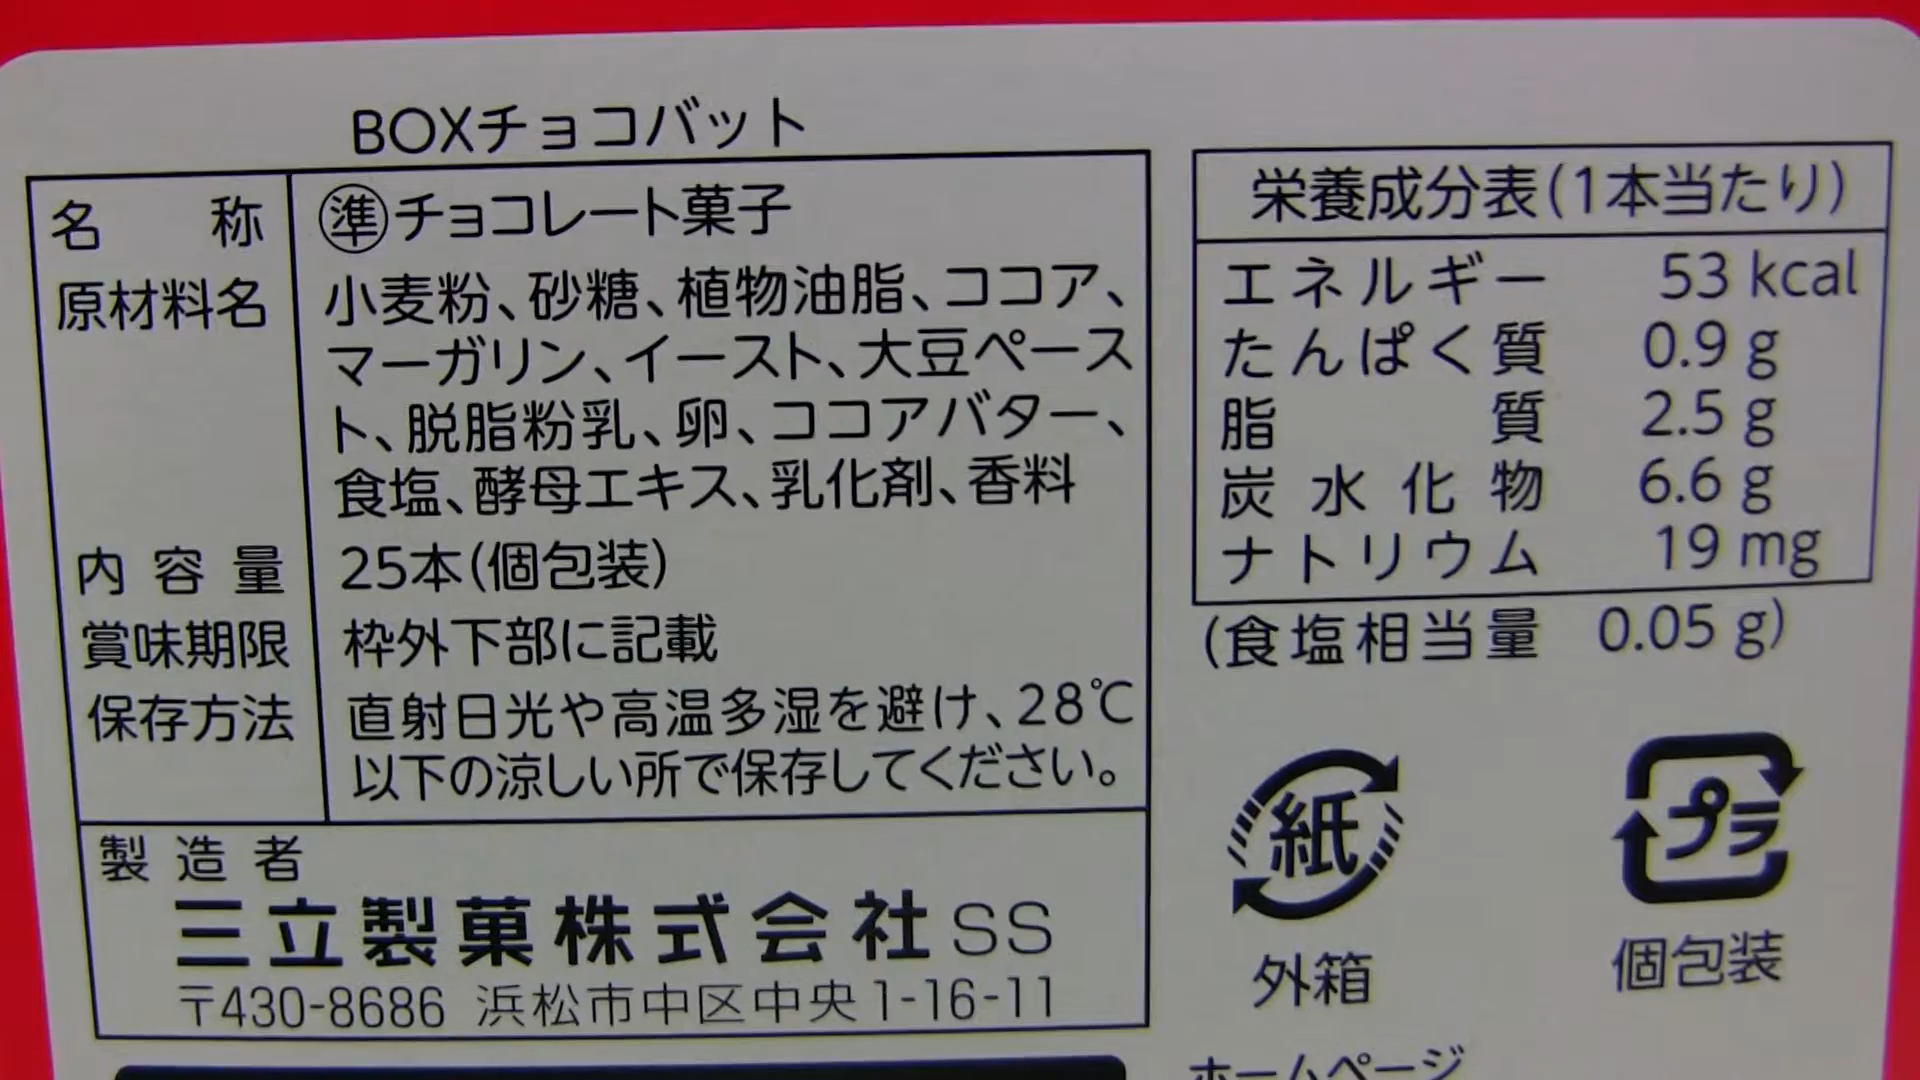 BOXチョコバット
名称 ㊟チョコレート菓子
原材料名 小麦粉、砂糖、植物油脂、ココア、
マーガリン、イースト、大豆ペース
ト、脱脂粉乳、卵、ココアバター、
食塩、酵母エキス、乳化剤、香料
内容量 25本(個包装)
賞味期限 枠外下部に記載
保存方法 直射日光や高温多湿を避け、28℃
以下の涼しい所で保存してください。
製造者
三立製菓株式会社 SS
〒430-8686 浜松市中区中央1-16-11
栄養成分表(1本当たり)
エネルギー 53 kcal
たんぱく質 0.9 g
脂質 2.5 g
炭水化物 6.6 g
ナトリウム 19 mg
(食塩相当量 0.05 g)
紙
外箱
プラ
個包装
ホームページ